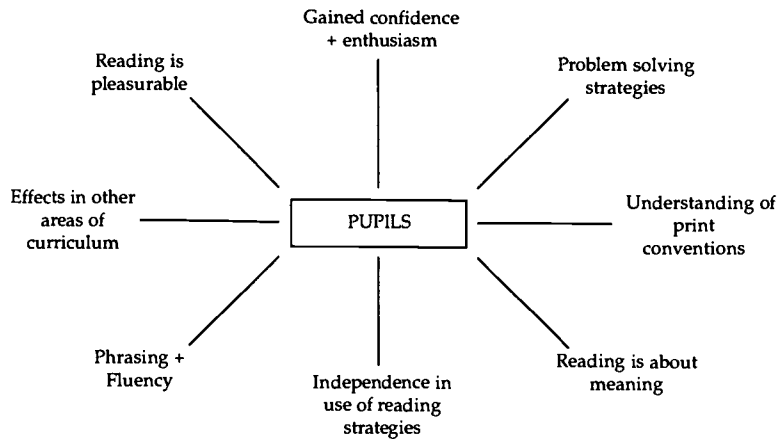 Gained confidence
+ enthusiasm
Reading is
pleasurable
Problem solving
strategies
Effects in other
areas of
curriculum
PUPILS
Understanding of
print
conventions
Phrasing +
Fluency
Independence in
use of reading
strategies
Reading is about
meaning